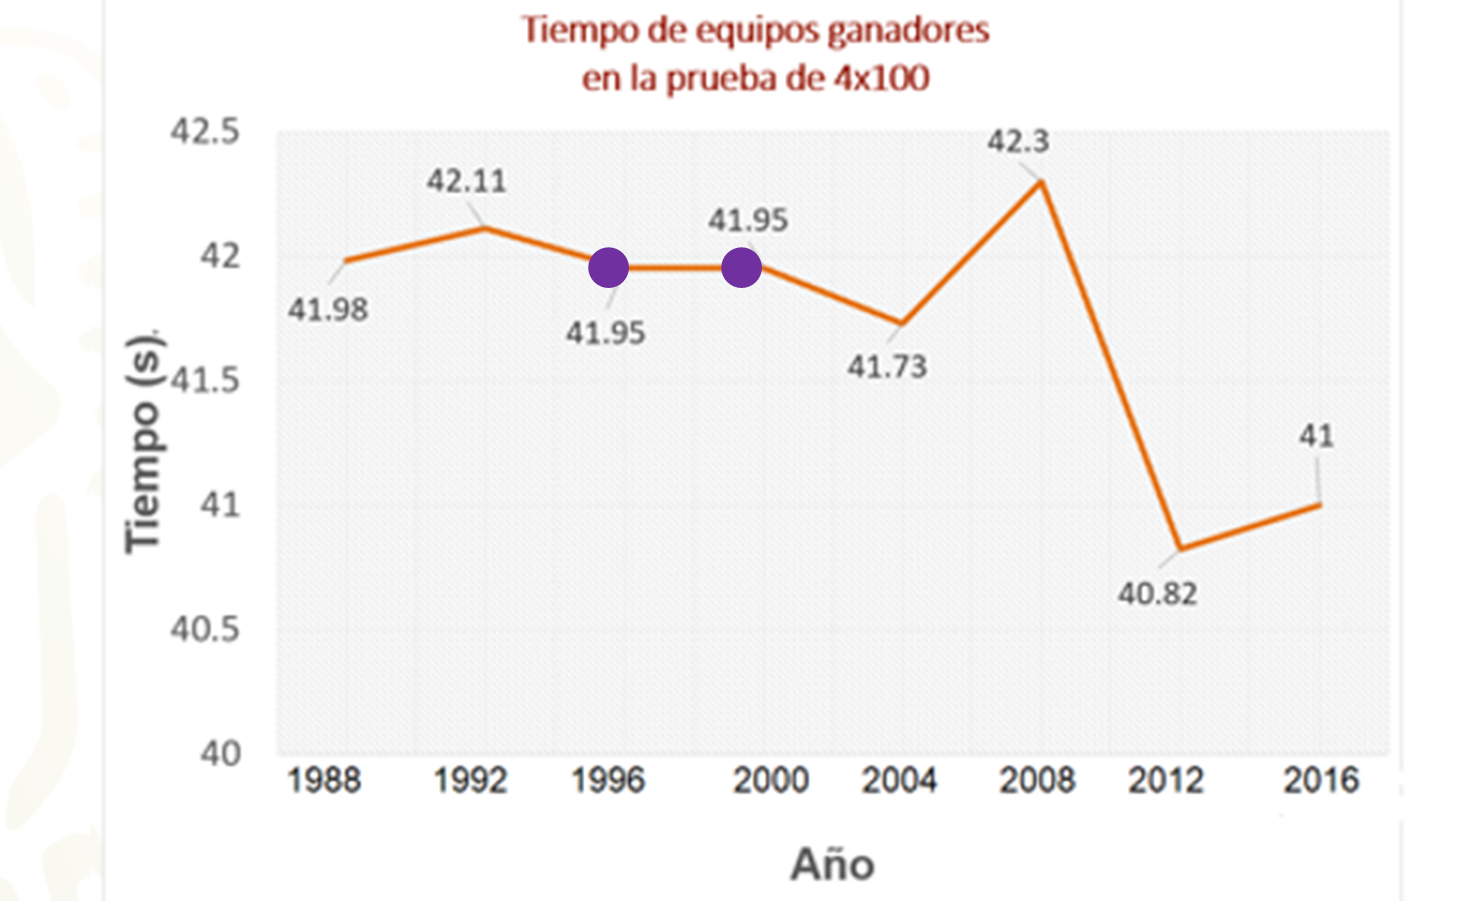 Tiempo de equipos ganadores
en la prueba de 4x100
42.5
42
41.5
41
40.5
40
Tiempo (s).
41.98
42.11
41.95
41.95
41.73
42.3
40.82
41
1988 1992 1996 2000 2004 2008 2012 2016
Año